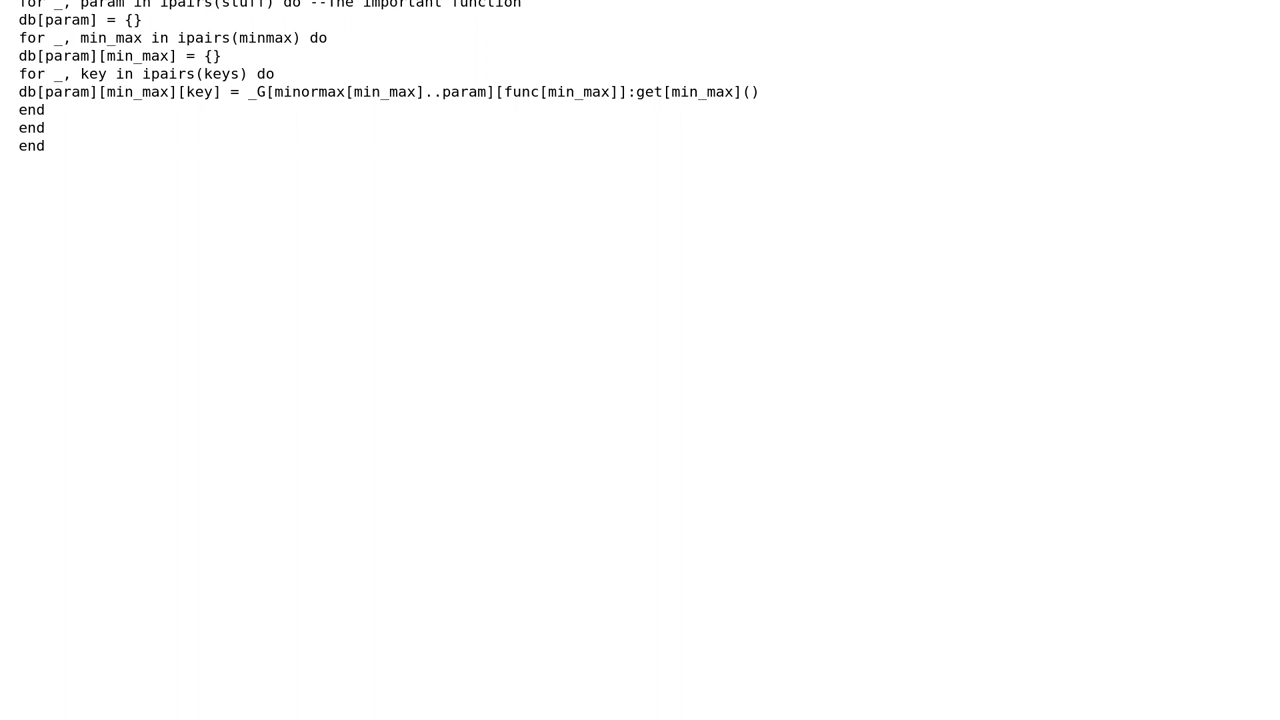 for _, param in ipairs(stuff) do --The important function
db[param] = {}
for _, min_max in ipairs(minmax) do
db[param][min_max] = {}
for _, key in ipairs(keys) do
db[param][min_max][key] = _G[minormax[min_max]..param][func[min_max]]:get[min_max]()
end
end
end